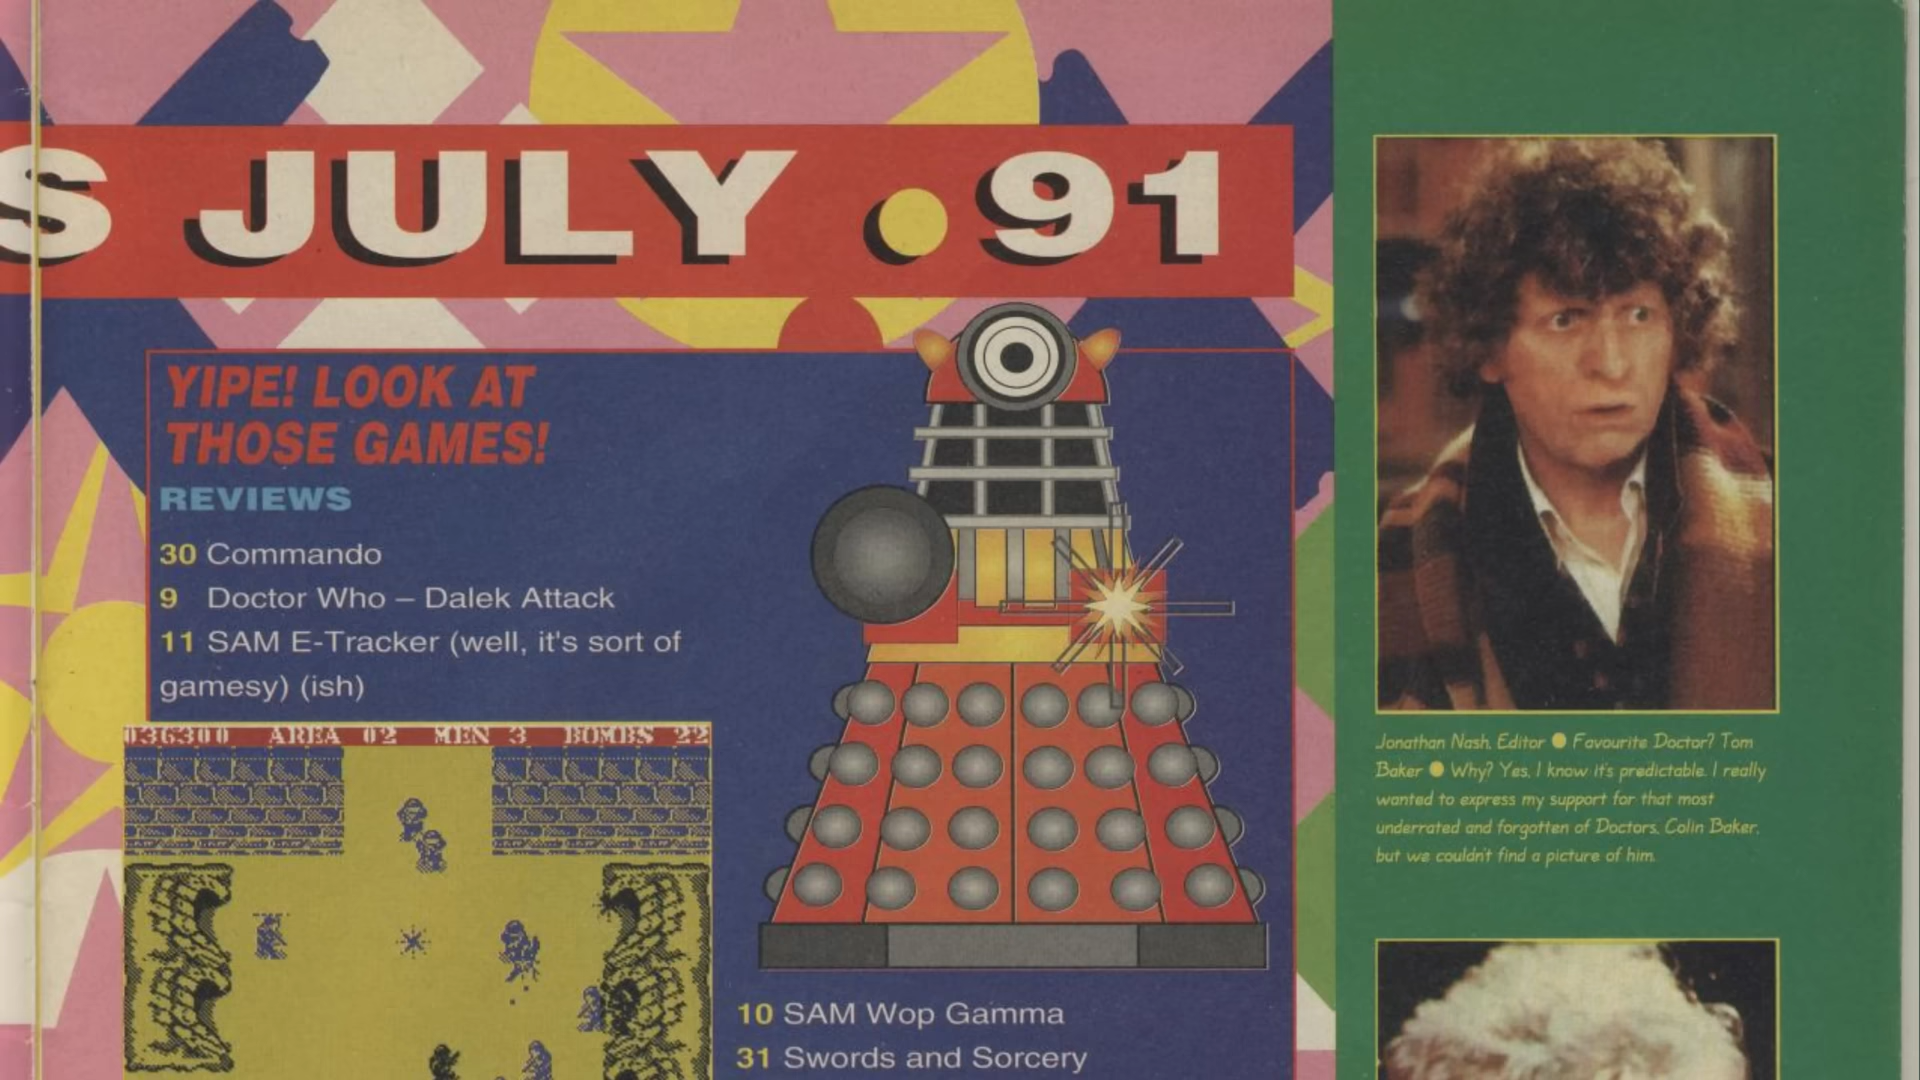 S JULY • 91
YIPE! LOOK AT
THOSE GAMES!
REVIEWS
30 Commando
9 Doctor Who – Dalek Attack
11 SAM E-Tracker (well, it's sort of
gamesy) (ish)
036300 AREA 02 MEN 3 BOMBS 22
10 SAM Wop Gamma
31 Swords and Sorcery
Jonathan Nash, Editor ● Favourite Doctor? Tom
Baker ● Why? Yes, I know it's predictable. I really
wanted to express my support for that most
underrated and forgotten of Doctors, Colin Baker,
but we couldn't find a picture of him.